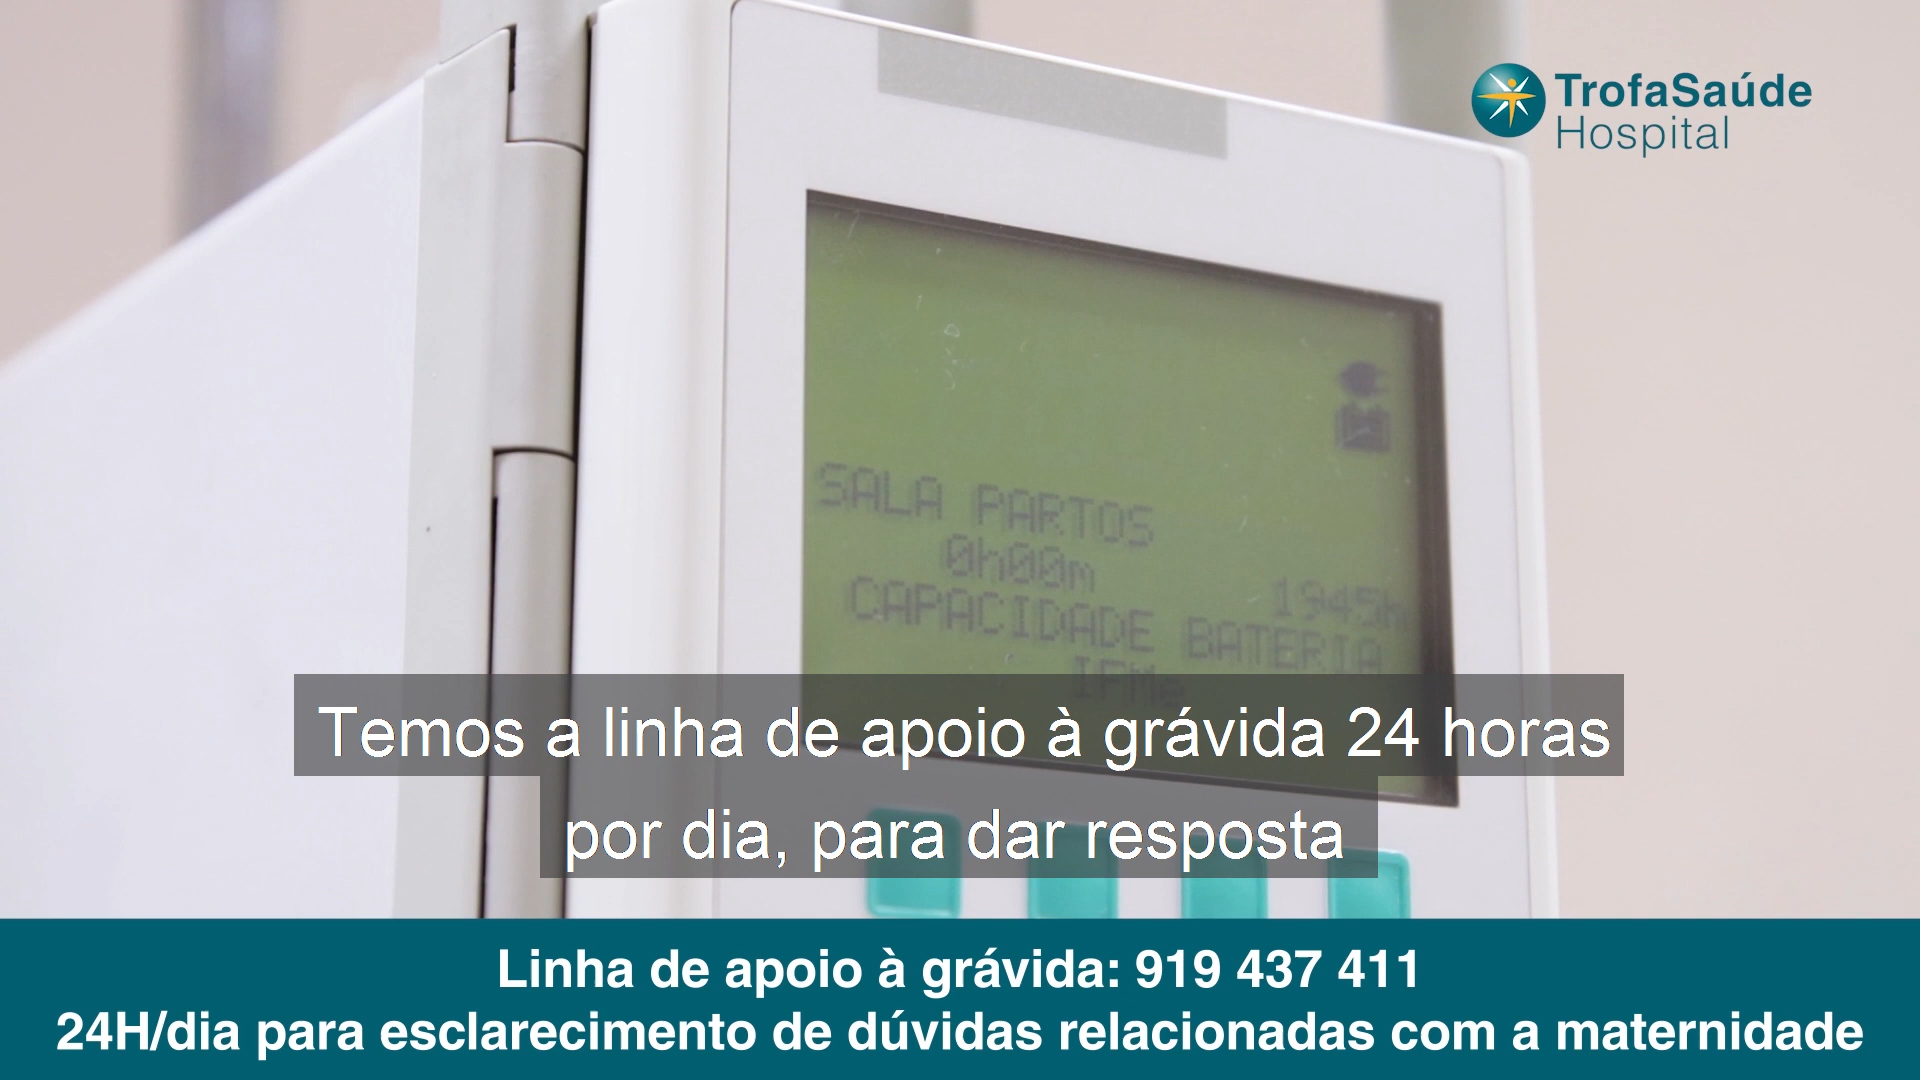 TrofaSaúde
Hospital
SALA PARTOS
0h00m
1945h
CAPACIDADE BATERIA
Temos a linha de apoio à grávida 24 horas
por dia, para dar resposta
Linha de apoio à grávida: 919 437 411
24H/dia para esclarecimento de dúvidas relacionadas com a maternidade